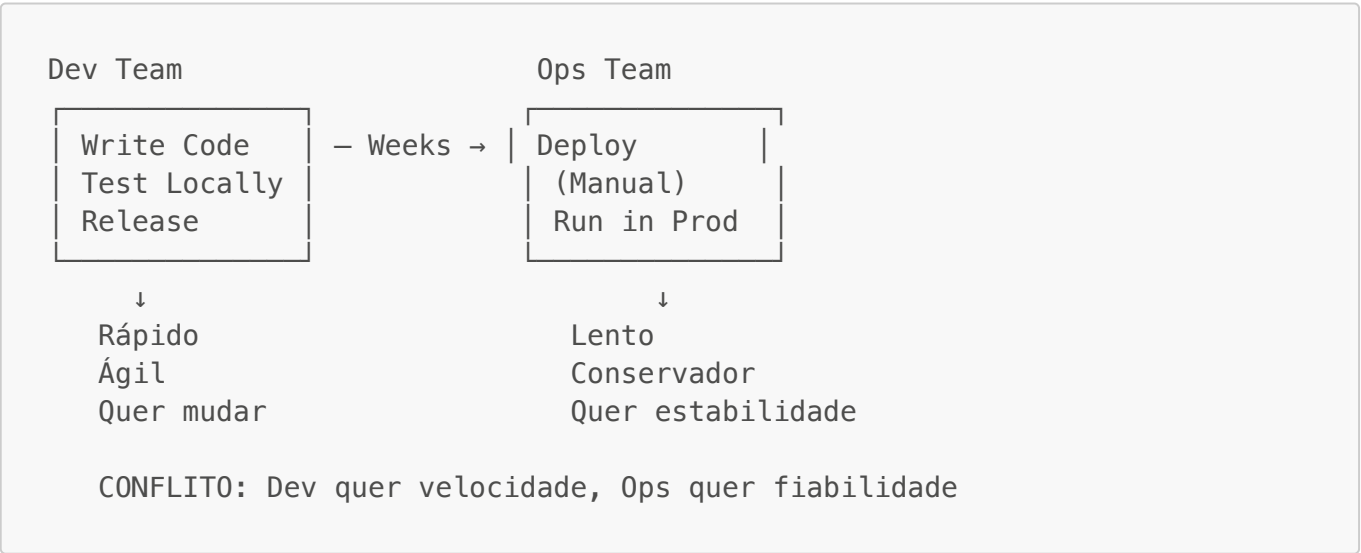 Dev Team Ops Team
Write Code — Weeks → Deploy
Test Locally (Manual)
Release Run in Prod
↓ ↓
Rápido Lento
Ágil Conservador
Quer mudar Quer estabilidade
CONFLITO: Dev quer velocidade, Ops quer fiabilidade